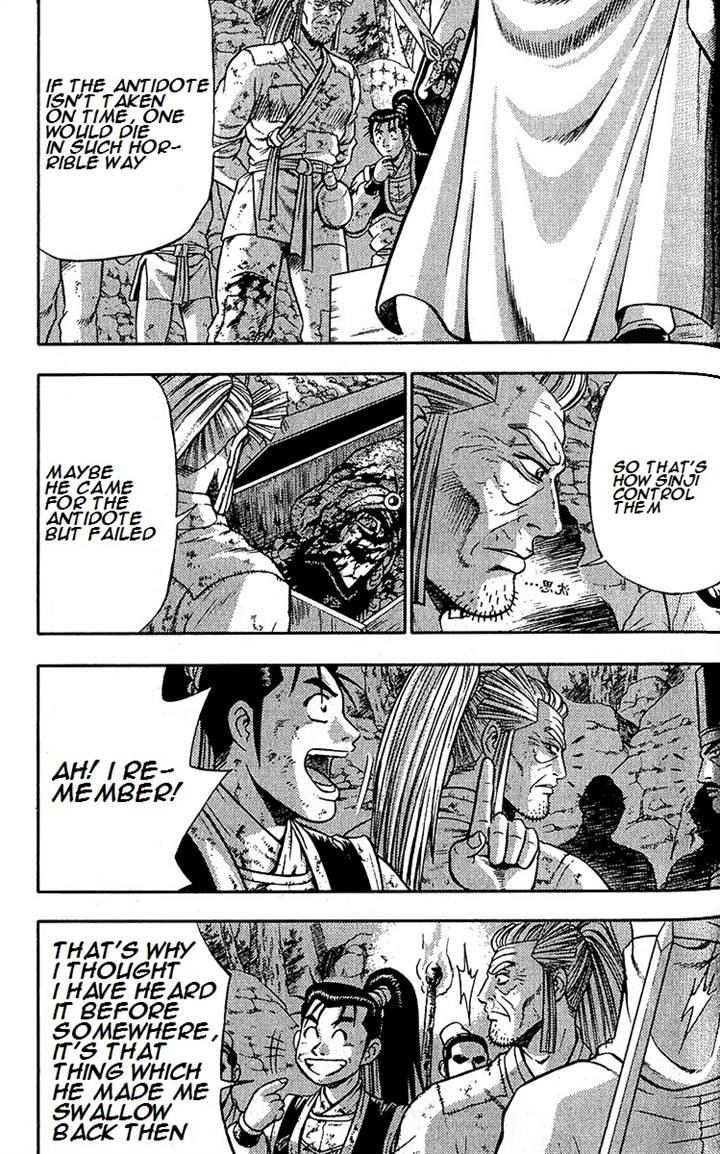 IF THE ANTIDOTE
ISN'T TAKEN
ON TIME, ONE
WOULD DIE
IN SUCH HOR-
RIBLE WAY
SO THAT'S
HOW SINJI
CONTROL
THEM
MAYBE
HE CAME
FOR THE
ANTIDOTE
BUT FAILED
AH! I RE-
MEMBER!
THAT'S WHY
I THOUGHT
I HAVE HEARD
IT BEFORE
SOMEWHERE,
IT'S THAT
THING WHICH
HE MADE ME
SWALLOW
BACK THEN